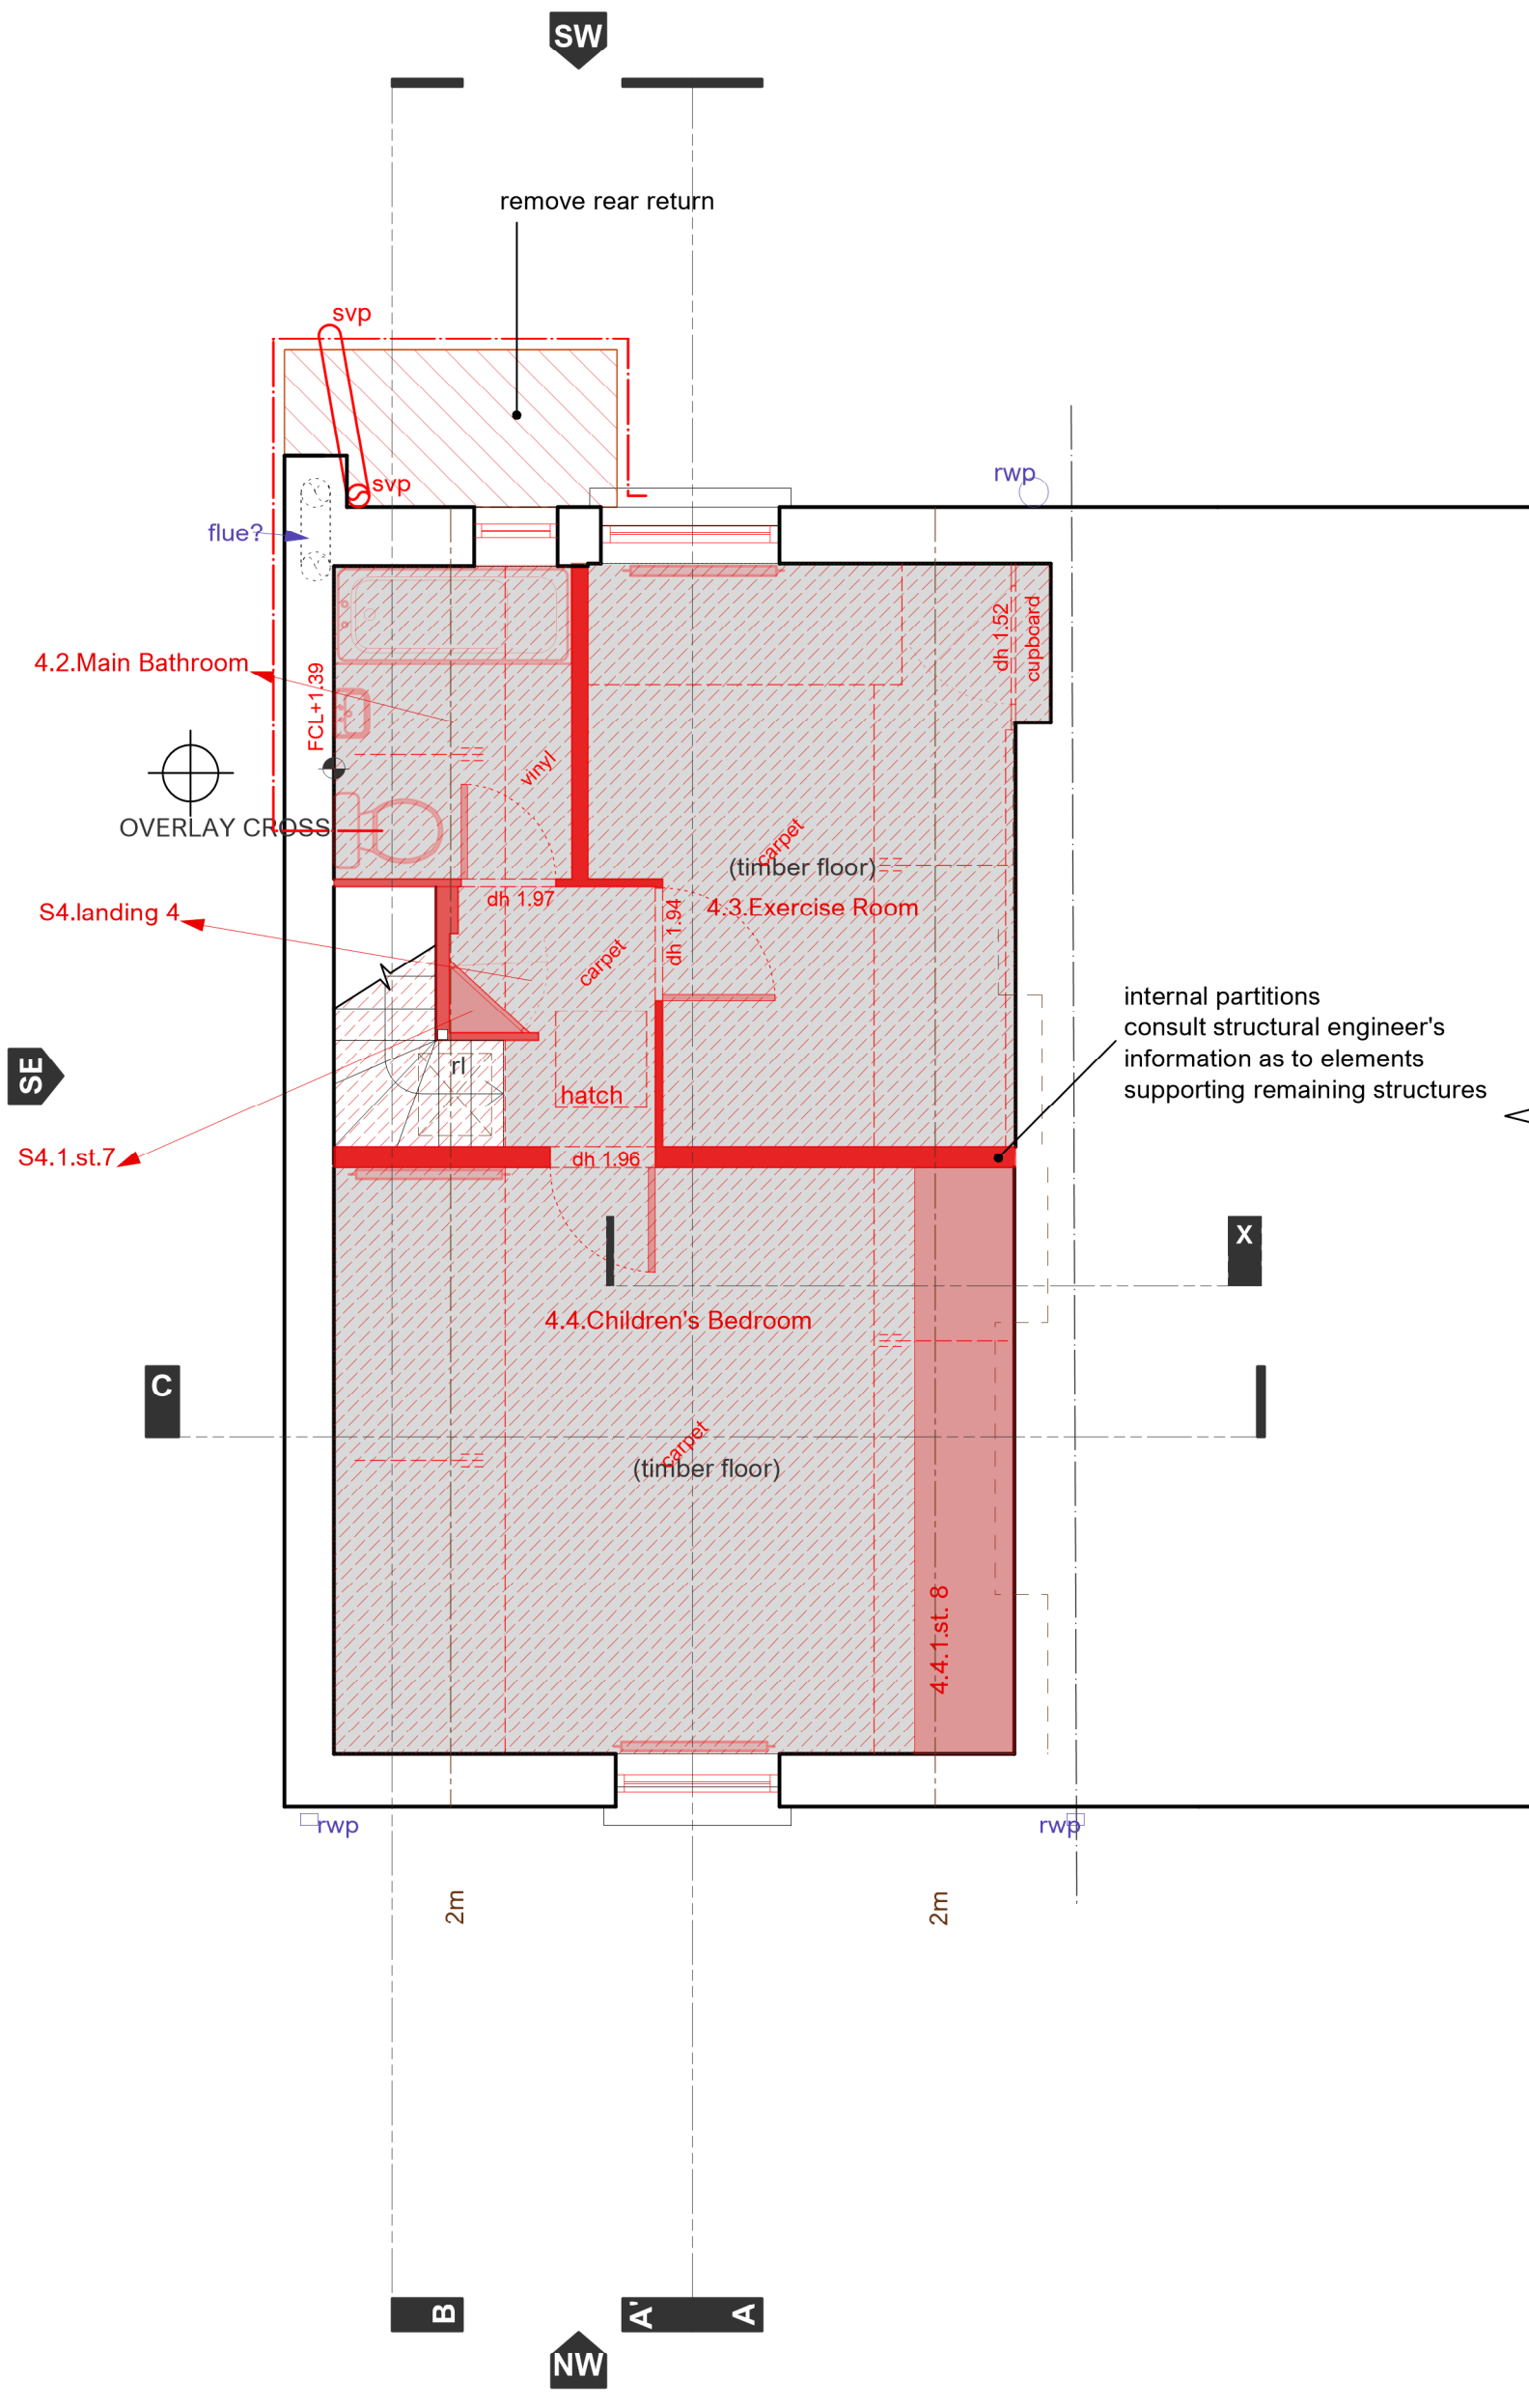 SW
remove rear return
svp
svp
rwp
flue?
dh 1.52
cupboard
4.2.Main Bathroom
FCL+1.39
vinyl
OVERLAY CROSS
carpet
(timber floor)
dh 1.97
dh 1.94
4.3.Exercise Room
S4.landing 4
carpet
internal partitions
consult structural engineer's
information as to elements
supporting remaining structures
SE
rl
hatch
S4.1.st.7
dh 1.96
X
4.4.Children's Bedroom
C
carpet
(timber floor)
4.4.1.st. 8
rwp
rwp
2m
2m
B
A'
A
NW